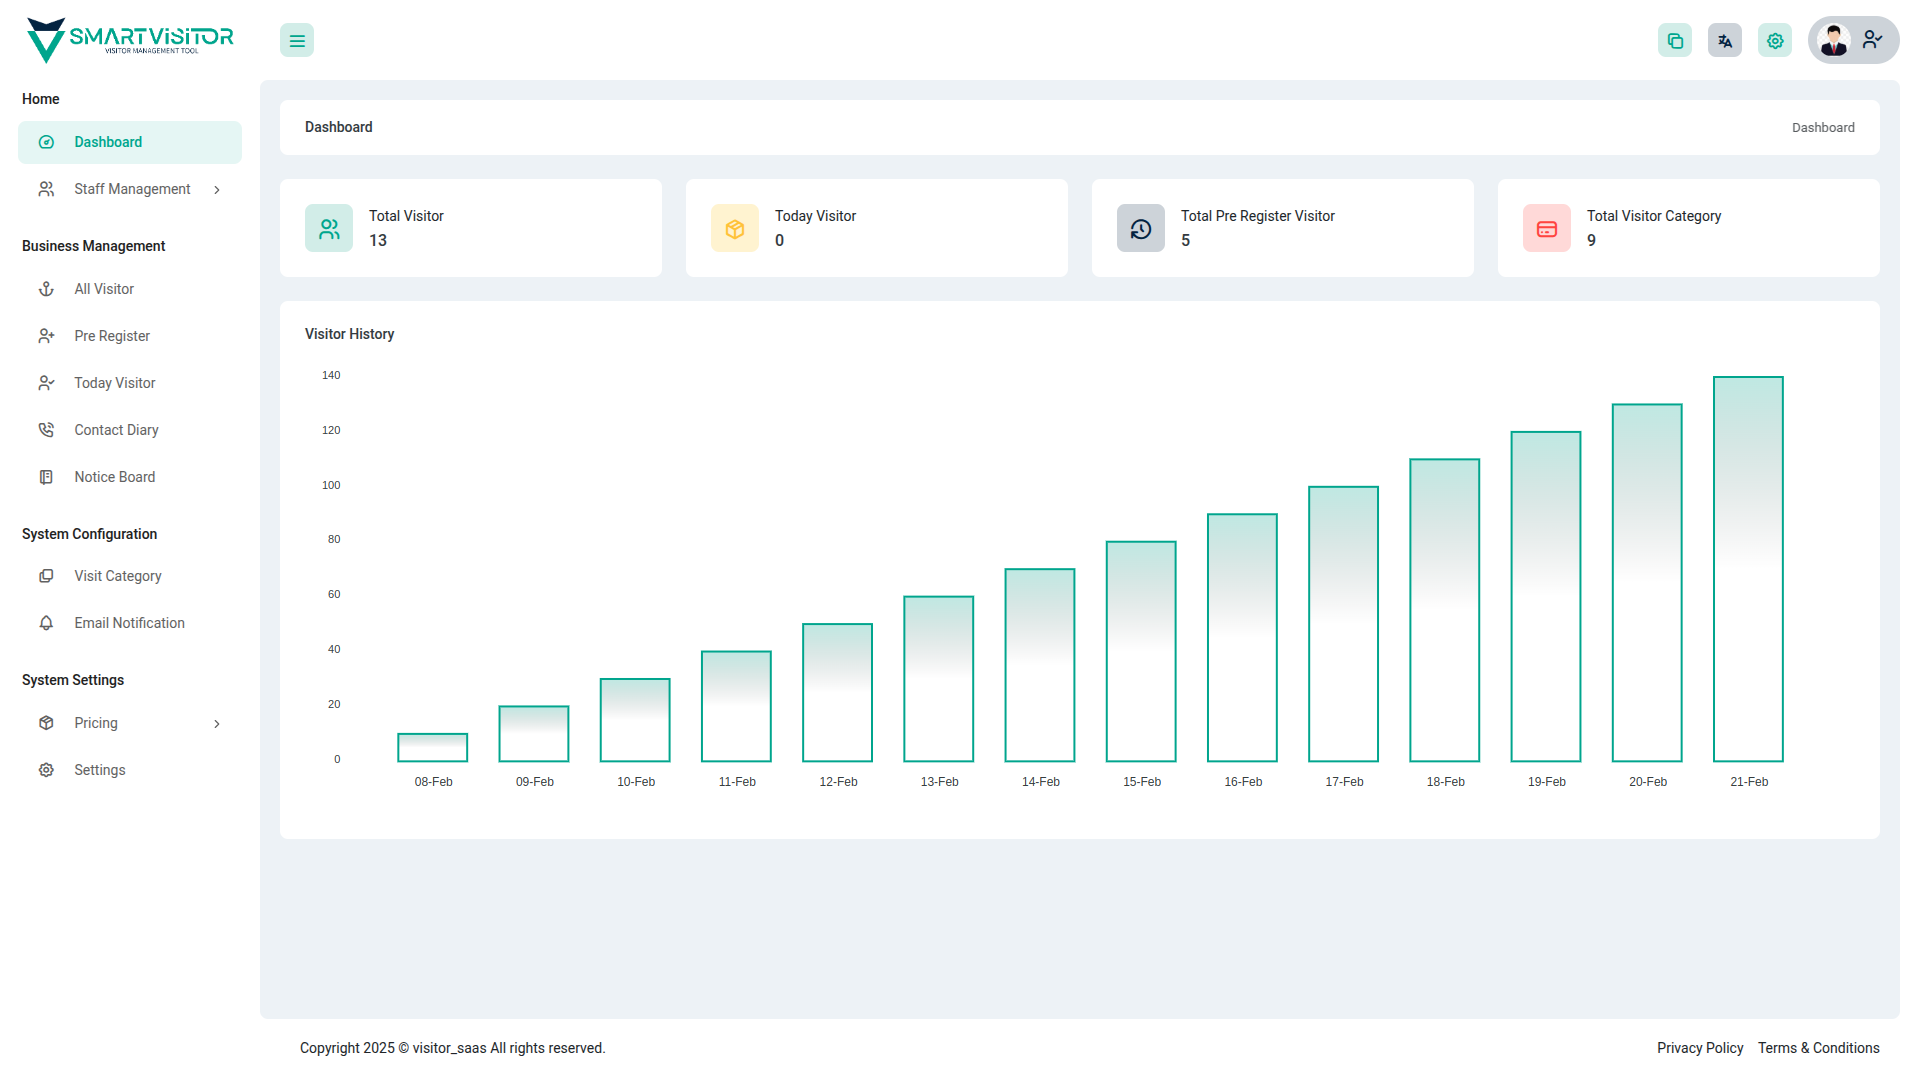 SMARTVISITOR
VISITOR MANAGEMENT TOOL
Home
Dashboard
Staff Management
Business Management
All Visitor
Pre Register
Today Visitor
Contact Diary
Notice Board
System Configuration
Visit Category
Email Notification
System Settings
Pricing
Settings
Dashboard
Dashboard
Total Visitor
13
Today Visitor
0
Total Pre Register Visitor
5
Total Visitor Category
9
Visitor History
140
120
100
80
60
40
20
0
08-Feb 09-Feb 10-Feb 11-Feb 12-Feb 13-Feb 14-Feb 15-Feb 16-Feb 17-Feb 18-Feb 19-Feb 20-Feb 21-Feb
Copyright 2025 © visitor_saas All rights reserved.
Privacy Policy Terms & Conditions